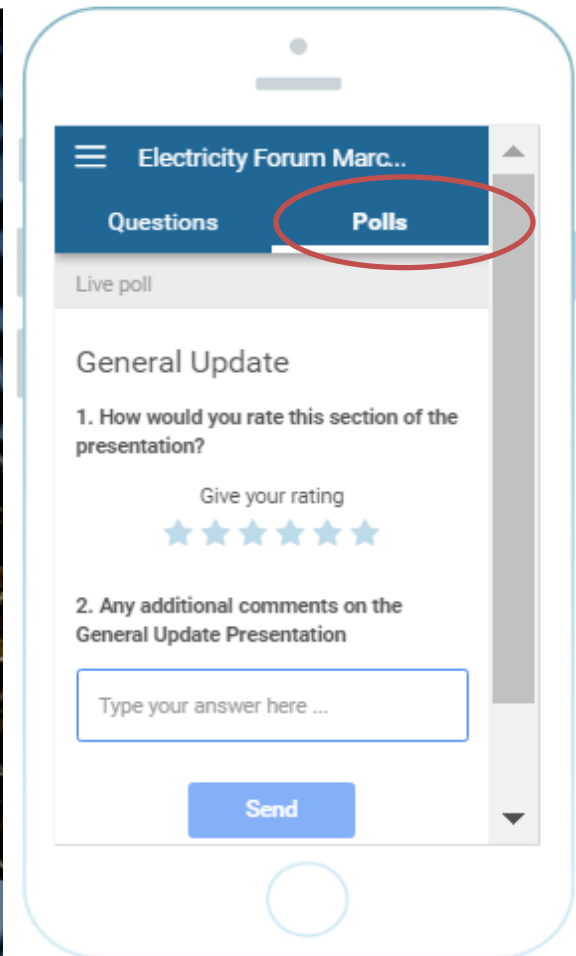 Electricity Forum Marc...
Questions Polls
Live poll
General Update
1. How would you rate this section of the
presentation?
Give your rating
2. Any additional comments on the
General Update Presentation
Type your answer here ...
Send